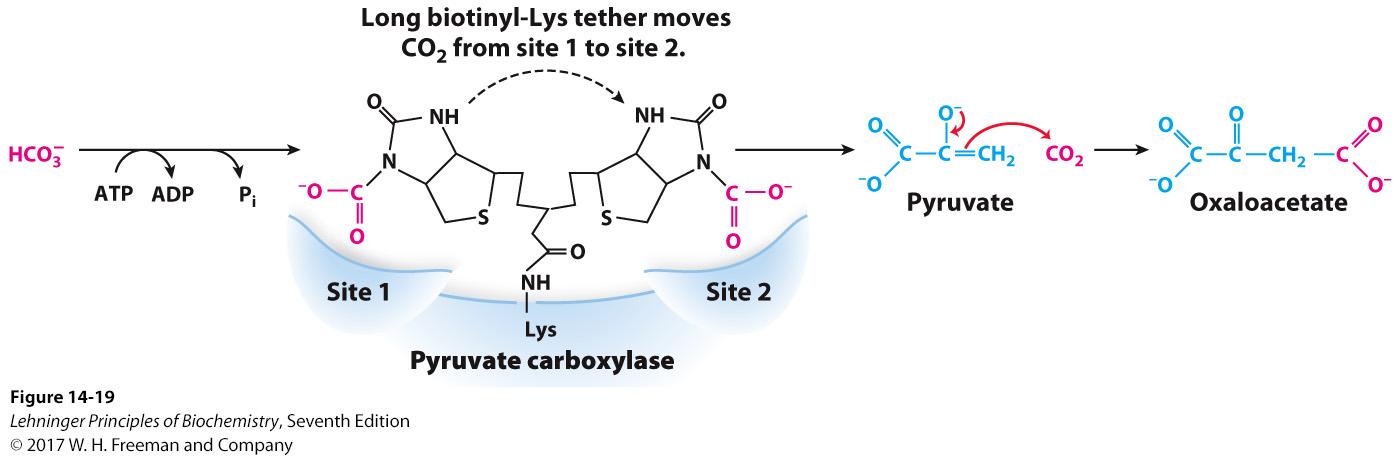 Long biotinyl-Lys tether moves
CO₂ from site 1 to site 2.
HCO₃⁻
ATP
ADP
Pᵢ
O
NH
N
⁻O
C
O
S
NH
O
N
C
O⁻
O
S
O
NH
Lys
Site 1
Site 2
Pyruvate carboxylase
O
⁻O
C
O⁻
C
CH₂
Pyruvate
CO₂
O
⁻O
C
O
C
CH₂
C
O
O⁻
Oxaloacetate
Figure 14-19
Lehninger Principles of Biochemistry, Seventh Edition
© 2017 W. H. Freeman and Company